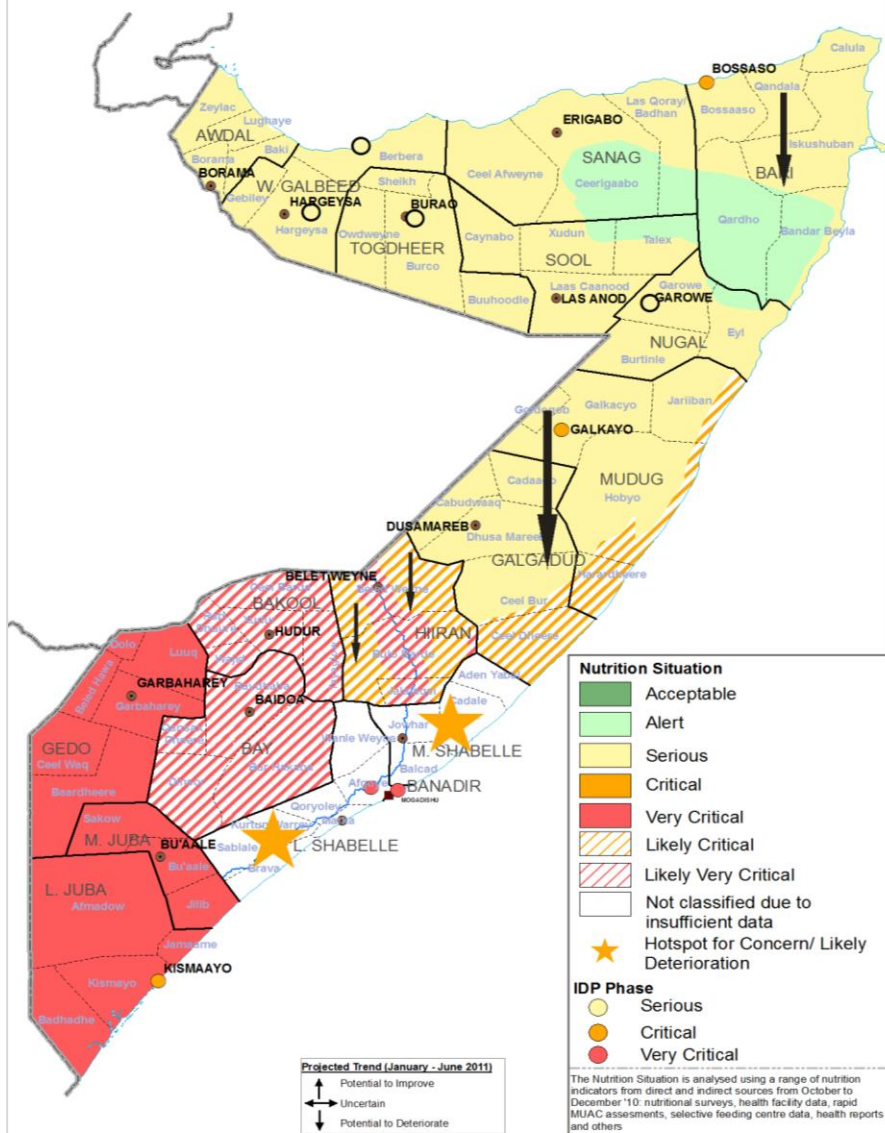 Calula
BOSSASO
Qandala
Las Qoray/
Badhan
Bossaaso
Zeylac
ERIGABO
Lughaye
Iskushuban
AWDAL
SANAG
BARI
Baki
Berbera
Borama
Ceel Afweyne
Ceerigaabo
BORAMA
Sheikh
W. GALBEED
Gebiley
HARGEYSA
BURAO
Qardho
Hargeysa
Owdweyne
Caynabo
Xudun
Talex
Bandar Beyla
TOGDHEER
SOOL
Burco
Laas Caanood
Garowe
Buuhoodle
LAS ANOD
GAROWE
Eyl
NUGAL
Burtinle
Jariiban
Galkacyo
GALKAYO
MUDUG
Cadaado
Hobyo
Cabudwaaq
DUSAMAREB
Dhusa Mareeb
GALGADUD
Harardheere
BELET WEYNE
Ceel Bur
BAKOOL
HIIRAN
HUDUR
Ceel Dheere
Luuq
Aden Yabal
GARBAHAREY
Beled Hawa
Garbaharey
BAIDOA
Cadale
Jowhar
GEDO
Wanle Weyne
M. SHABELLE
Ceel Waq
BAY
Balcad
Baardheere
BANADIR
MOGADISHU
Qoryoley
Sakow
M. JUBA
BU'AALE
Sablale
L. SHABELLE
Bu'aale
Brava
L. JUBA
Afmadow
Jilib
Jamaame
KISMAAYO
Kismayo
Badhadhe
Nutrition Situation
Acceptable
Alert
Serious
Critical
Very Critical
Likely Critical
Likely Very Critical
Not classified due to
insufficient data
Hotspot for Concern/ Likely
Deterioration
IDP Phase
Serious
Critical
Very Critical
Projected Trend (January - June 2011)
Potential to Improve
Uncertain
Potential to Deteriorate
The Nutrition Situation is analysed using a range of nutrition
indicators from direct and indirect sources from October to
December '10: nutritional surveys, health facility data, rapid
MUAC assesments, selective feeding centre data, health reports
and others